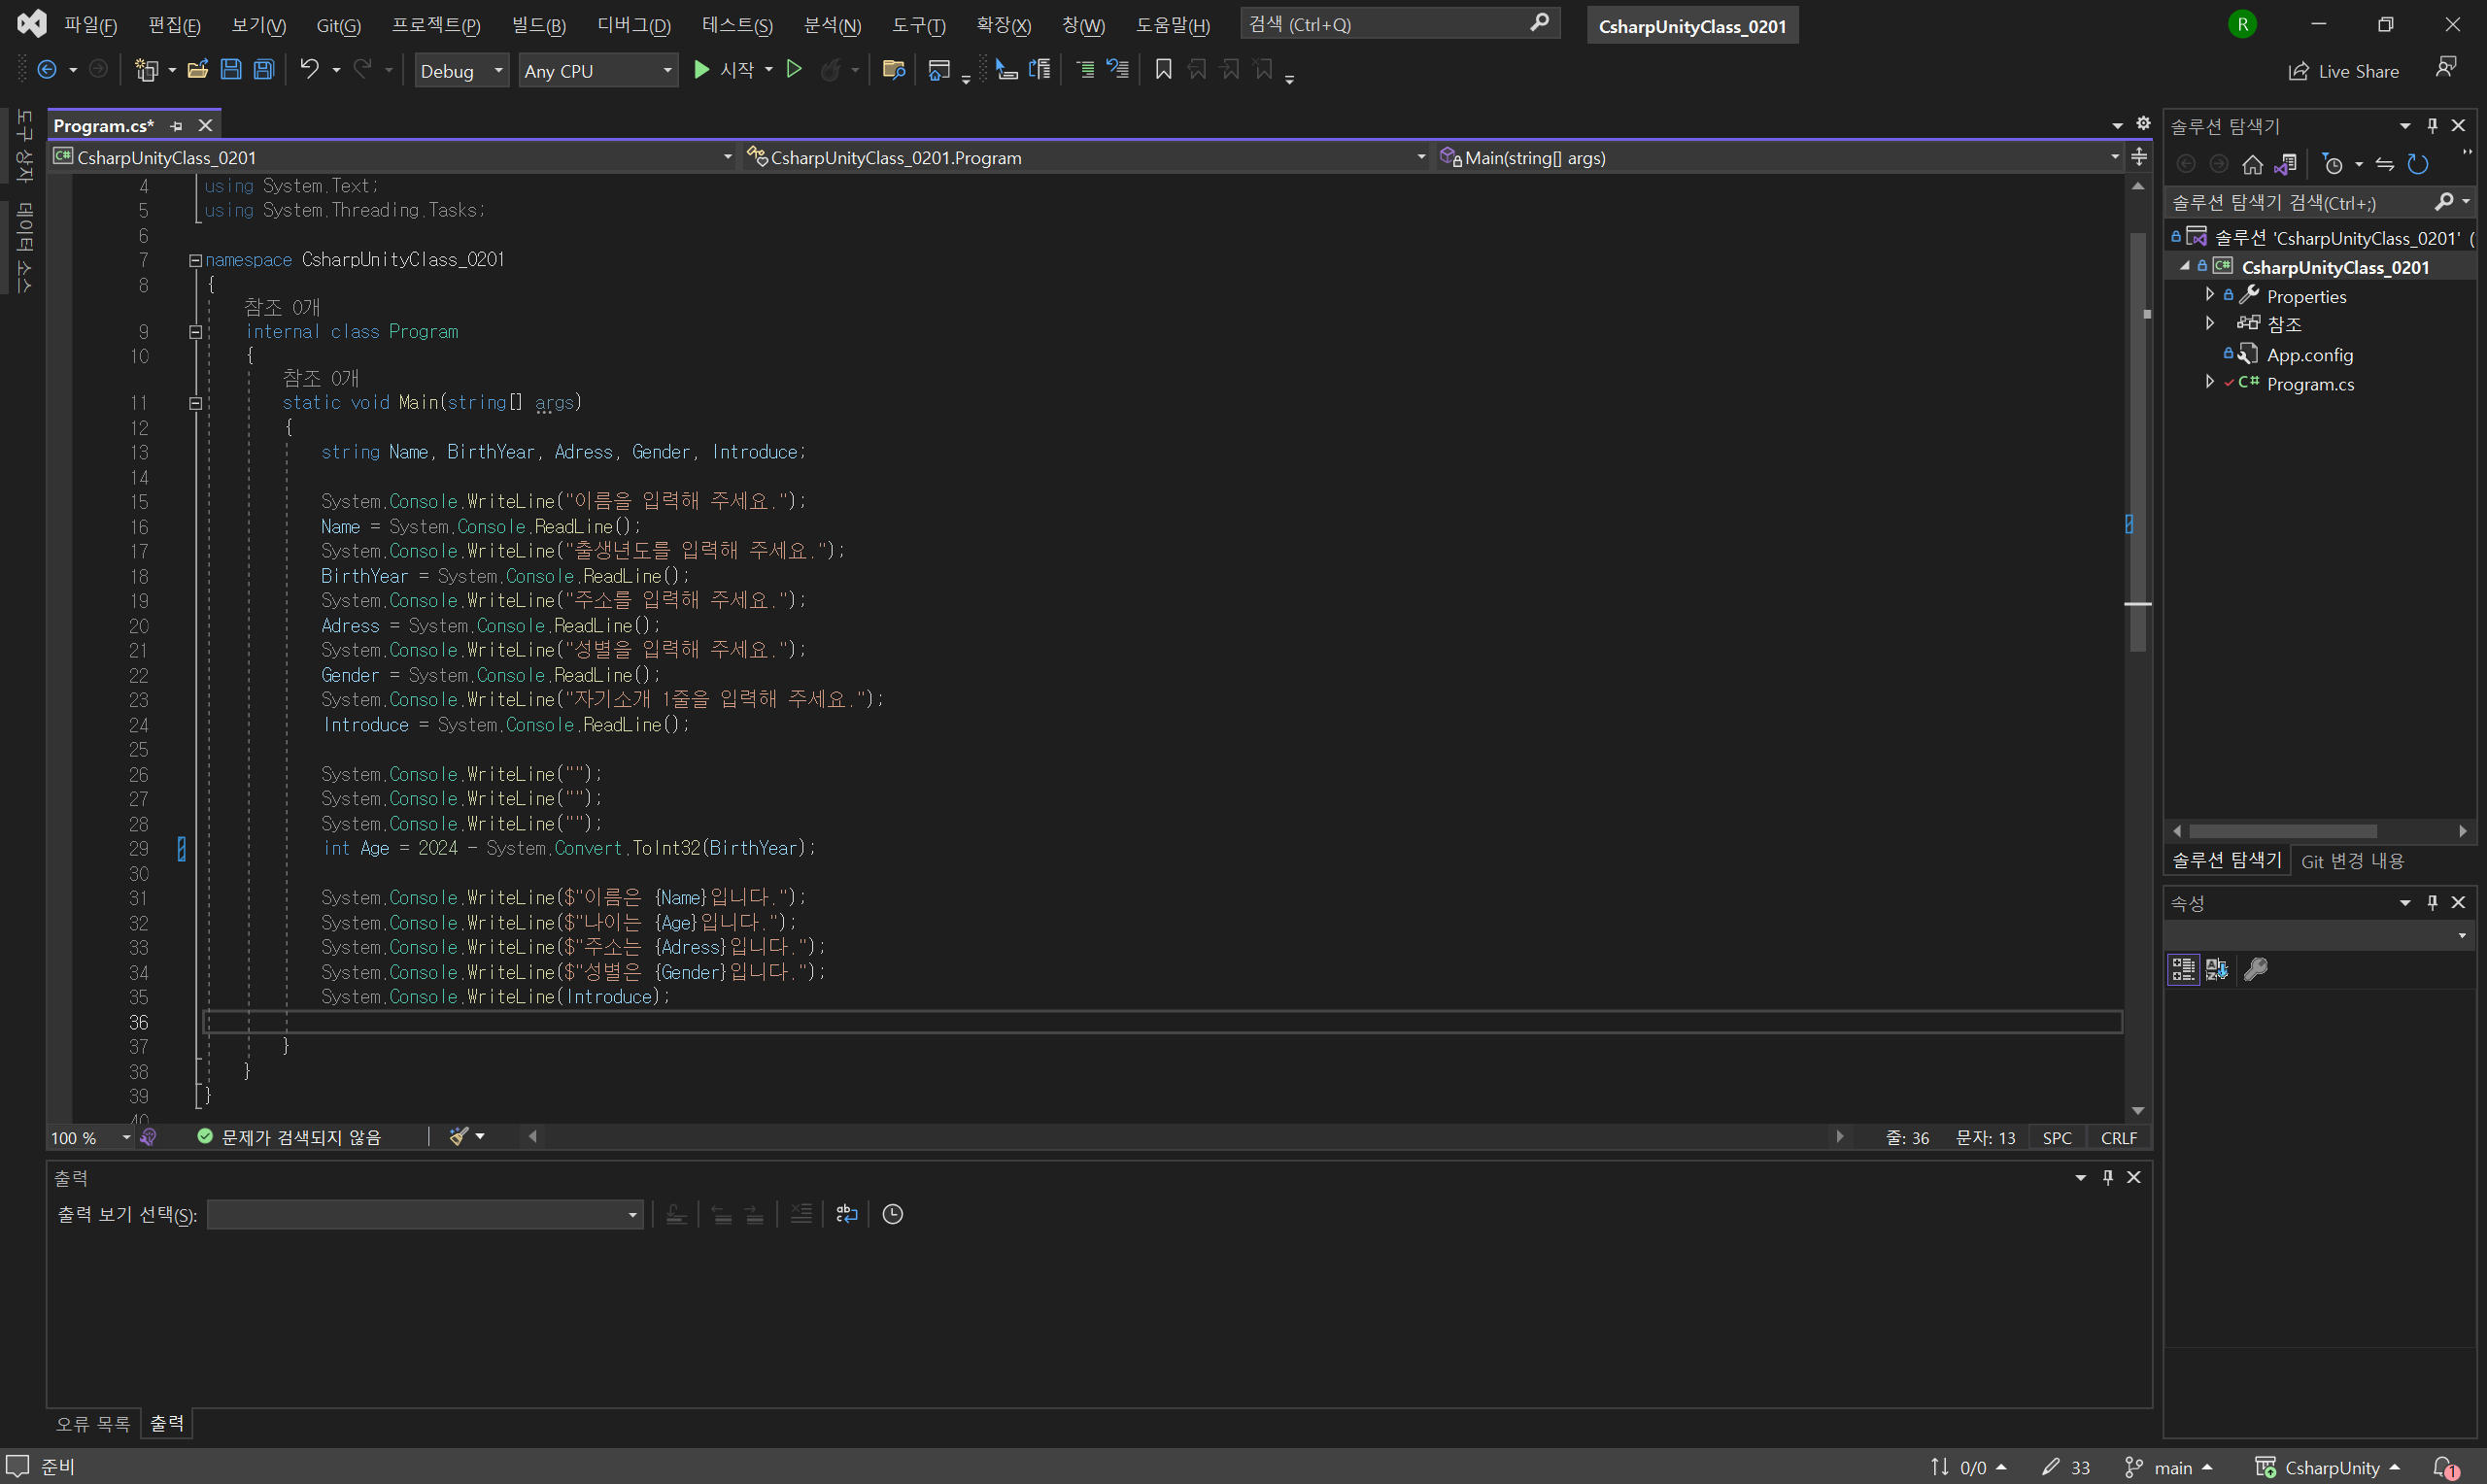 파일(F) 편집(E) 보기(V) Git(G) 프로젝트(P) 빌드(B) 디버그(D) 테스트(S) 분석(N) 도구(T) 확장(X) 창(W) 도움말(H) 검색 (Ctrl+Q) CsharpUnityClass_0201 R
Debug Any CPU 시작 Live Share
도구 상자
데이터 소스
Program.cs*
CsharpUnityClass_0201 CsharpUnityClass_0201.Program Main(string[] args)
4 using System.Text;
5 using System.Threading.Tasks;
6
7 namespace CsharpUnityClass_0201
8 {
참조 0개
9 internal class Program
10 {
참조 0개
11 static void Main(string[] args)
12 {
13 string Name, BirthYear, Adress, Gender, Introduce;
14
15 System.Console.WriteLine("이름을 입력해 주세요.");
16 Name = System.Console.ReadLine();
17 System.Console.WriteLine("출생년도를 입력해 주세요.");
18 BirthYear = System.Console.ReadLine();
19 System.Console.WriteLine("주소를 입력해 주세요.");
20 Adress = System.Console.ReadLine();
21 System.Console.WriteLine("성별을 입력해 주세요.");
22 Gender = System.Console.ReadLine();
23 System.Console.WriteLine("자기소개 1줄을 입력해 주세요.");
24 Introduce = System.Console.ReadLine();
25
26 System.Console.WriteLine("");
27 System.Console.WriteLine("");
28 System.Console.WriteLine("");
29 int Age = 2024 - System.Convert.ToInt32(BirthYear);
30
31 System.Console.WriteLine($"이름은 {Name}입니다.");
32 System.Console.WriteLine($"나이는 {Age}입니다.");
33 System.Console.WriteLine($"주소는 {Adress}입니다.");
34 System.Console.WriteLine($"성별은 {Gender}입니다.");
35 System.Console.WriteLine(Introduce);
36
37 }
38 }
39 }
40
100 % 문제가 검색되지 않음 줄: 36 문자: 13 SPC CRLF
출력
출력 보기 선택(S):
오류 목록 출력
솔루션 탐색기
솔루션 탐색기 검색(Ctrl+;)
솔루션 'CsharpUnityClass_0201' (
CsharpUnityClass_0201
Properties
참조
App.config
C# Program.cs
솔루션 탐색기 Git 변경 내용
속성
준비 0/0 33 main CsharpUnity 1